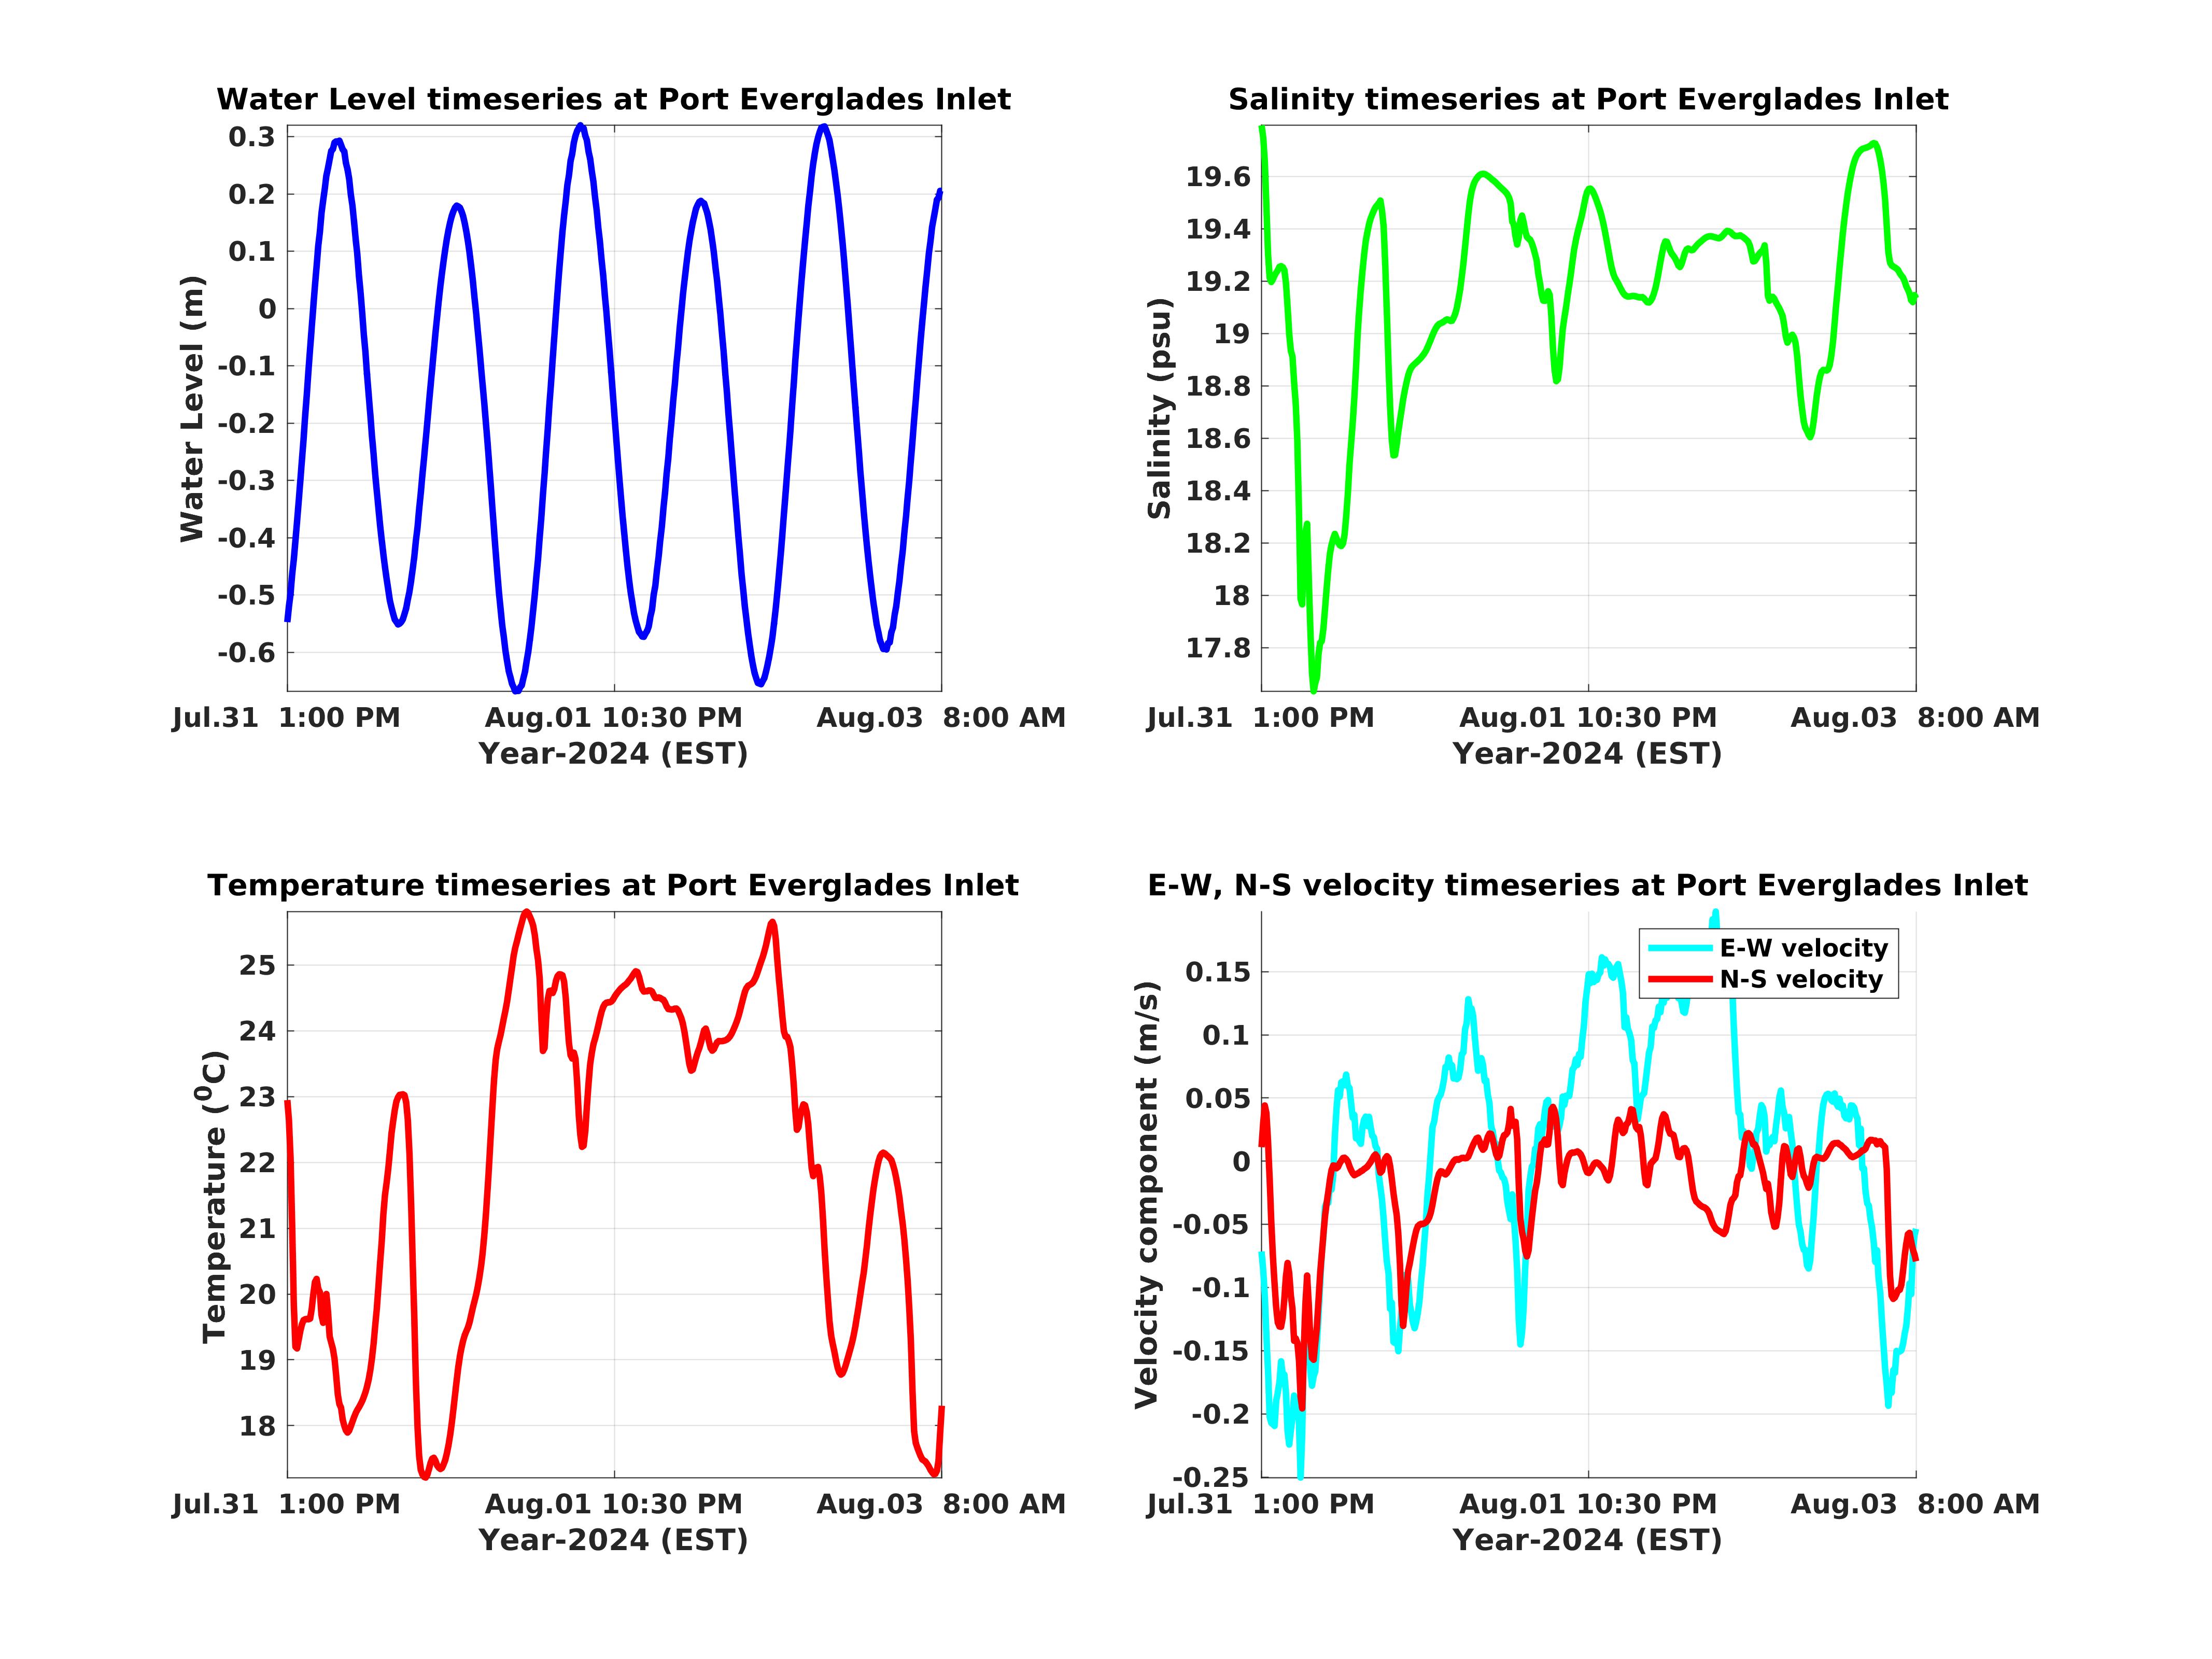 Water Level timeseries at Port Everglades Inlet
0.3
0.2
0.1
0
-0.1
-0.2
-0.3
-0.4
-0.5
-0.6
Water Level (m)
Jul.31 1:00 PM
Aug.01 10:30 PM
Aug.03 8:00 AM
Year-2024 (EST)
Salinity timeseries at Port Everglades Inlet
19.6
19.4
19.2
19
18.8
18.6
18.4
18.2
18
17.8
Salinity (psu)
Jul.31 1:00 PM
Aug.01 10:30 PM
Aug.03 8:00 AM
Year-2024 (EST)
Temperature timeseries at Port Everglades Inlet
25
24
23
22
21
20
19
18
Temperature (⁰C)
Jul.31 1:00 PM
Aug.01 10:30 PM
Aug.03 8:00 AM
Year-2024 (EST)
E-W, N-S velocity timeseries at Port Everglades Inlet
E-W velocity
N-S velocity
0.15
0.1
0.05
0
-0.05
-0.1
-0.15
-0.2
-0.25
Velocity component (m/s)
Jul.31 1:00 PM
Aug.01 10:30 PM
Aug.03 8:00 AM
Year-2024 (EST)